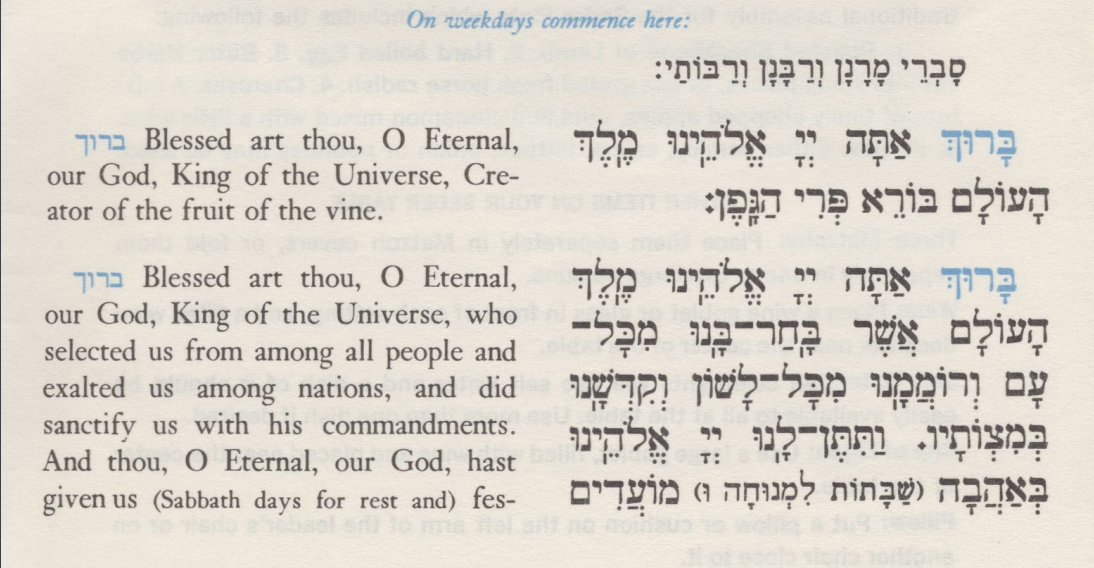 On weekdays commence here:
סָבְרֵי מָרָנָן וְרַבָּנָן וְרַבּוֹתַי:
ברוך Blessed art thou, O Eternal,
our God, King of the Universe, Cre-
ator of the fruit of the vine.
בָּרוּךְ אַתָּה יְיָ אֱלֹהֵינוּ מֶלֶךְ
הָעוֹלָם בּוֹרֵא פְּרִי הַגָּפֶן:
ברוך Blessed art thou, O Eternal,
our God, King of the Universe, who
selected us from among all people and
exalted us among nations, and did
sanctify us with his commandments.
And thou, O Eternal, our God, hast
given us (Sabbath days for rest and) fes-
בָּרוּךְ אַתָּה יְיָ אֱלֹהֵינוּ מֶלֶךְ
הָעוֹלָם אֲשֶׁר בָּחַר־בָּנוּ מִכָּל־
עָם וְרוֹמְמָנוּ מִכָּל־לָשׁוֹן וְקִדְּשָׁנוּ
בְּמִצְוֹתָיו. וַתִּתֶּן לָנוּ יְיָ אֱלֹהֵינוּ
בְּאַהֲבָה (שַׁבָּתוֹת לִמְנוּחָה וּ) מוֹעֲדִים